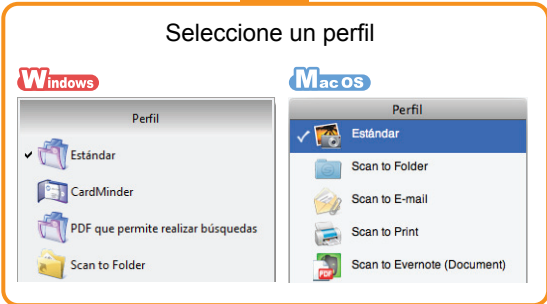 Seleccione un perfil
Windows
Perfil
Estándar
CardMinder
PDF que permite realizar búsquedas
Scan to Folder
Mac OS
Perfil
Estándar
Scan to Folder
Scan to E-mail
Scan to Print
Scan to Evernote (Document)
PDF